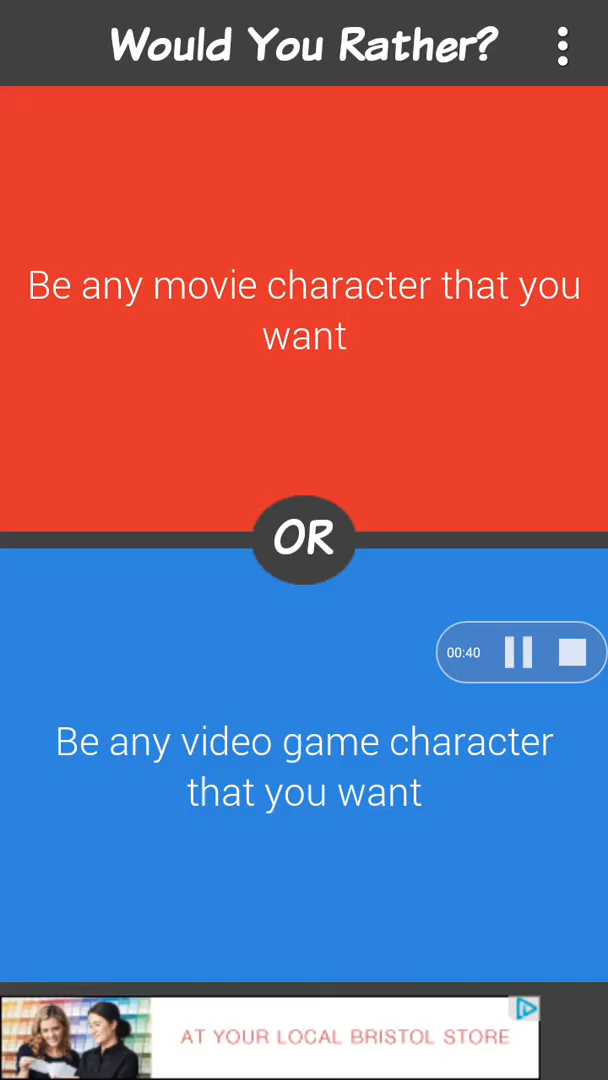 Would You Rather?
Be any movie character that you
want
OR
00:40
Be any video game character
that you want
AT YOUR LOCAL BRISTOL STORE